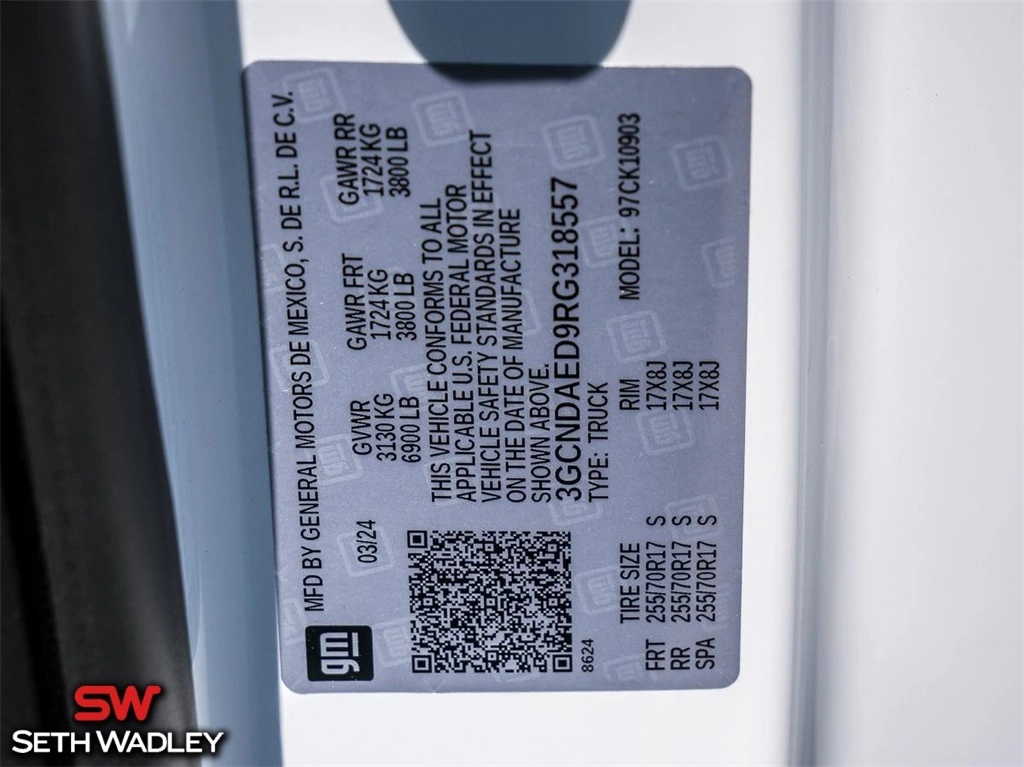 MFD BY GENERAL MOTORS DE MEXICO, S. DE R.L. DE C.V.
gm
03/24
GVWR GAWR FRT GAWR RR
3130 KG 1724 KG 1724 KG
6900 LB 3800 LB 3800 LB
THIS VEHICLE CONFORMS TO ALL
APPLICABLE U.S. FEDERAL MOTOR
VEHICLE SAFETY STANDARDS IN EFFECT
ON THE DATE OF MANUFACTURE
SHOWN ABOVE.
3GCNDAED9RG318557
8624
TYPE: TRUCK MODEL: 97CK10903
TIRE SIZE RIM
FRT 255/70R17 S 17X8J
RR 255/70R17 S 17X8J
SPA 255/70R17 S 17X8J
SW
SETH WADLEY